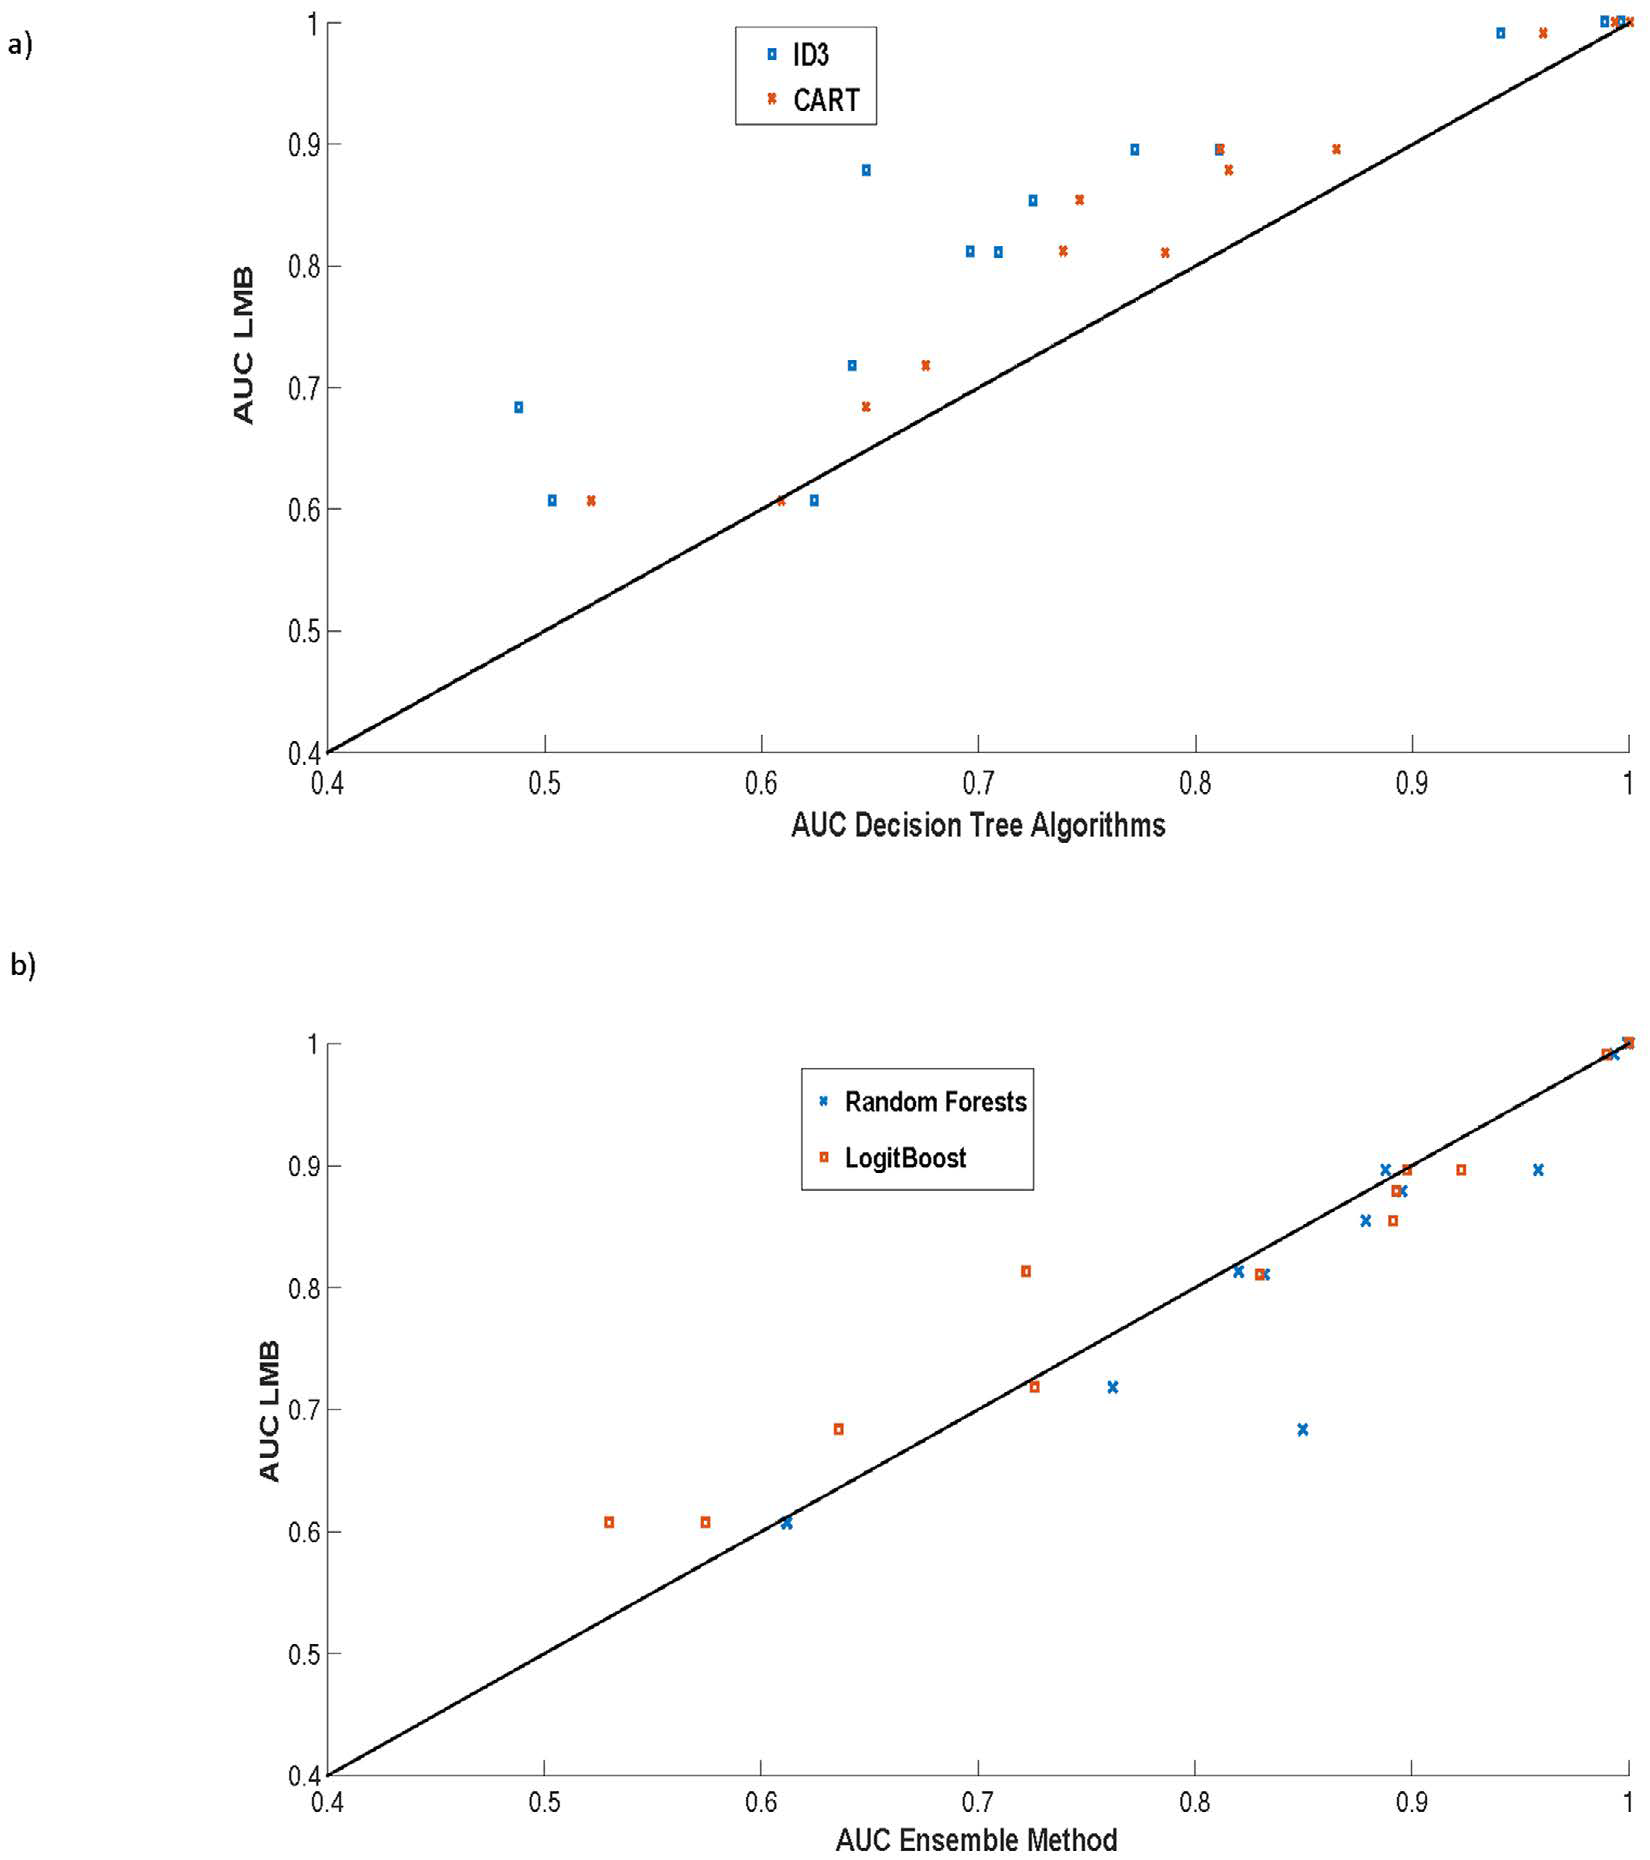 a)
1
ID3
CART
0.9
0.8
AUC LMB
0.7
0.6
0.5
0.4
0.4 0.5 0.6 0.7 0.8 0.9 1
AUC Decision Tree Algorithms
b)
1
Random Forests
LogitBoost
0.9
0.8
AUC LMB
0.7
0.6
0.5
0.4
0.4 0.5 0.6 0.7 0.8 0.9 1
AUC Ensemble Method